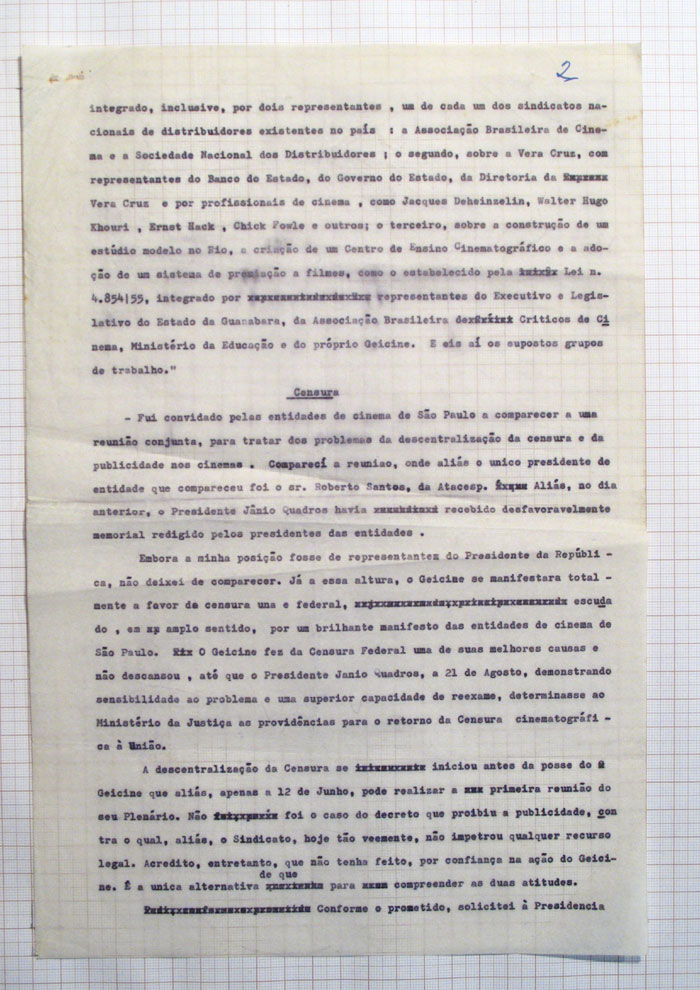 2
integrado, inclusive, por dois representantes , um de cada um dos sindicatos na-
cionais de distribuidores existentes no país : a Associação Brasileira de Cine-
ma e a Sociedade Nacional dos Distribuidores ; o segundo, sobre a Vera Cruz, com
representantes do Banco do Estado, do Governo do Estado, da Diretoria da
Vera Cruz e por profissionais de cinema , como Jacques Deheinzelin, Walter Hugo
Khouri , Ernst Hack , Chick Fowle e outros; o terceiro, sobre a construção de um
estúdio modelo no Rio, a criação de um Centro de Ensino Cinematográfico e a ado-
ção de um sistema de premiação a filmes, como o estabelecido pela Lei n.
4.854|55, integrado por representantes do Executivo e Legis-
lativo do Estado da Guanabara, da Associação Brasileira de Criticos de Ci
nema, Ministério da Educação e do próprio Geicine. E eis aí os supostos grupos
de trabalho."
Censura
- Fui convidado pelas entidades de cinema de São Paulo a comparecer a uma
reunião conjunta, para tratar dos problemas da descentralização da censura e da
publicidade nos cinemas . Comparecí a reuniao, onde aliás o unico presidente de
entidade que compareceu foi o sr. Roberto Santos, da Atacesp. Aliás, no dia
anterior, o Presidente Jânio Quadros havia recebido desfavoravelmente
memorial redigido pelos presidentes das entidades .
Embora a minha posição fosse de representantes do Presidente da Repúbli -
ca, não deixei de comparecer. Já a essa altura, o Geicine se manifestara total -
mente a favor de censura una e federal, escuda
do , em amplo sentido, por um brilhante manifesto das entidades de cinema de
São Paulo. O Geicine fez da Censura Federal uma de suas melhores causas e
não descansou , até que o Presidente Janio Quadros, a 21 de Agosto, demonstrando
sensibilidade ao problema e uma superior capacidade de reexame, determinasse ao
Ministério da Justiça as providências para o retorno da Censura cinematográfi -
ca à União.
A descentralização da Censura se iniciou antes da posse do
Geicine que aliás, apenas a 12 de Junho, pode realizar a primeira reunião do
seu Plenário. Não foi o caso do decreto que proibiu a publicidade, con
tra o qual, aliás, o Sindicato, hoje tão veemente, não impetrou qualquer recurso
legal. Acredito, entretanto, que não tenha feito, por confiança na ação do Geici-
de que
ne. É a unica alternativa para compreender as duas atitudes.
Conforme o prometido, solicitei à Presidencia